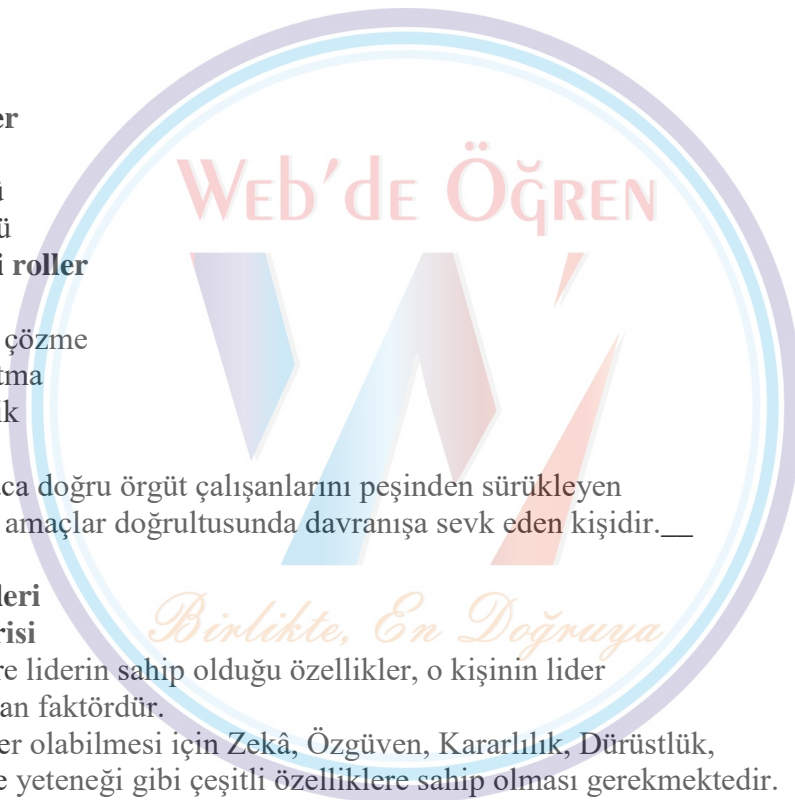 er
ü
Web'de Öğren
ü
i roller
çözme
tma
ik
ca doğru örgüt çalışanlarını peşinden sürükleyen
amaçlar doğrultusunda davranışa sevk eden kişidir.__
leri
risi
Birlikte, En Doğruya
re liderin sahip olduğu özellikler, o kişinin lider
an faktördür.
er olabilmesi için Zekâ, Özgüven, Kararlılık, Dürüstlük,
e yeteneği gibi çeşitli özelliklere sahip olması gerekmektedir.